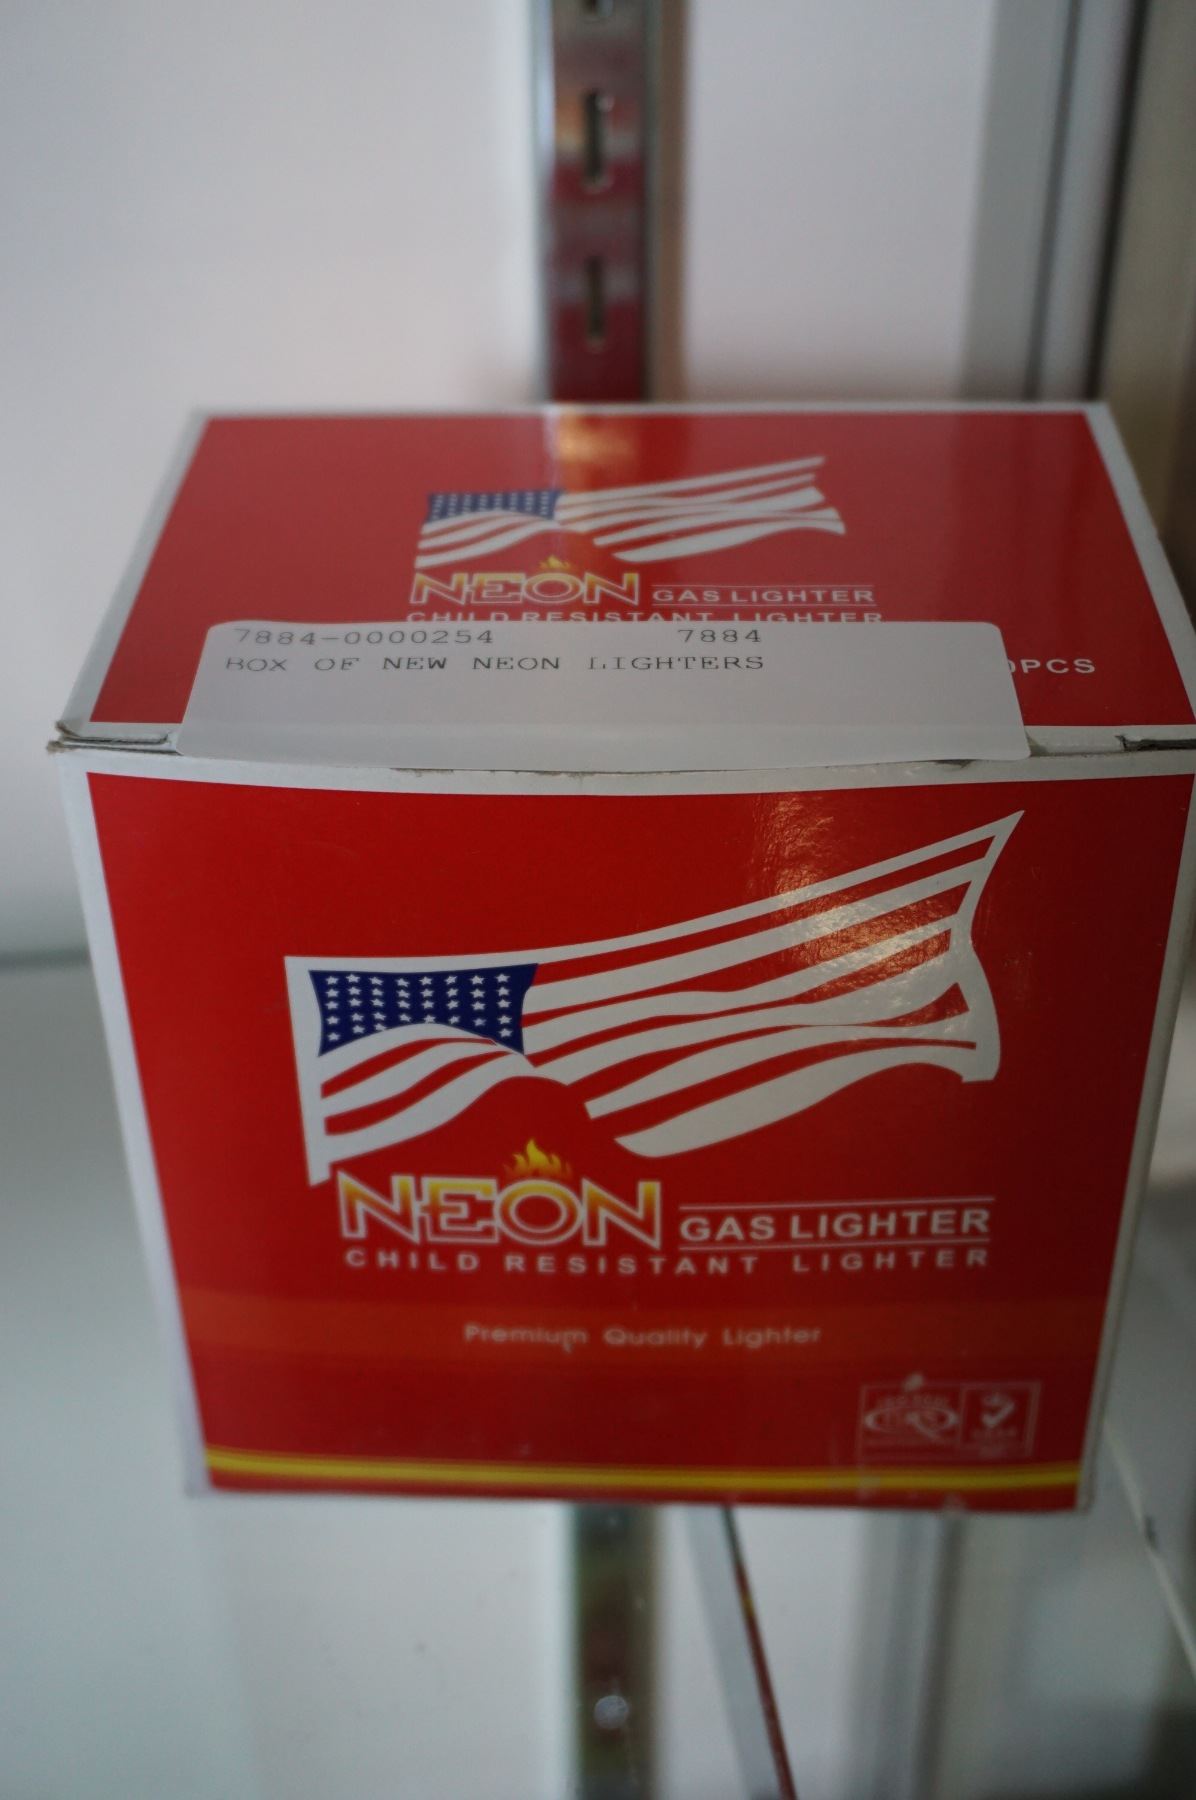 NEON GAS LIGHTER
CHILD RESISTANT LIGHTER
7884-0000254 7884
BOX OF NEW NEON LIGHTERS
PCS
NEON GAS LIGHTER
CHILD RESISTANT LIGHTER
Premium Quality Lighter